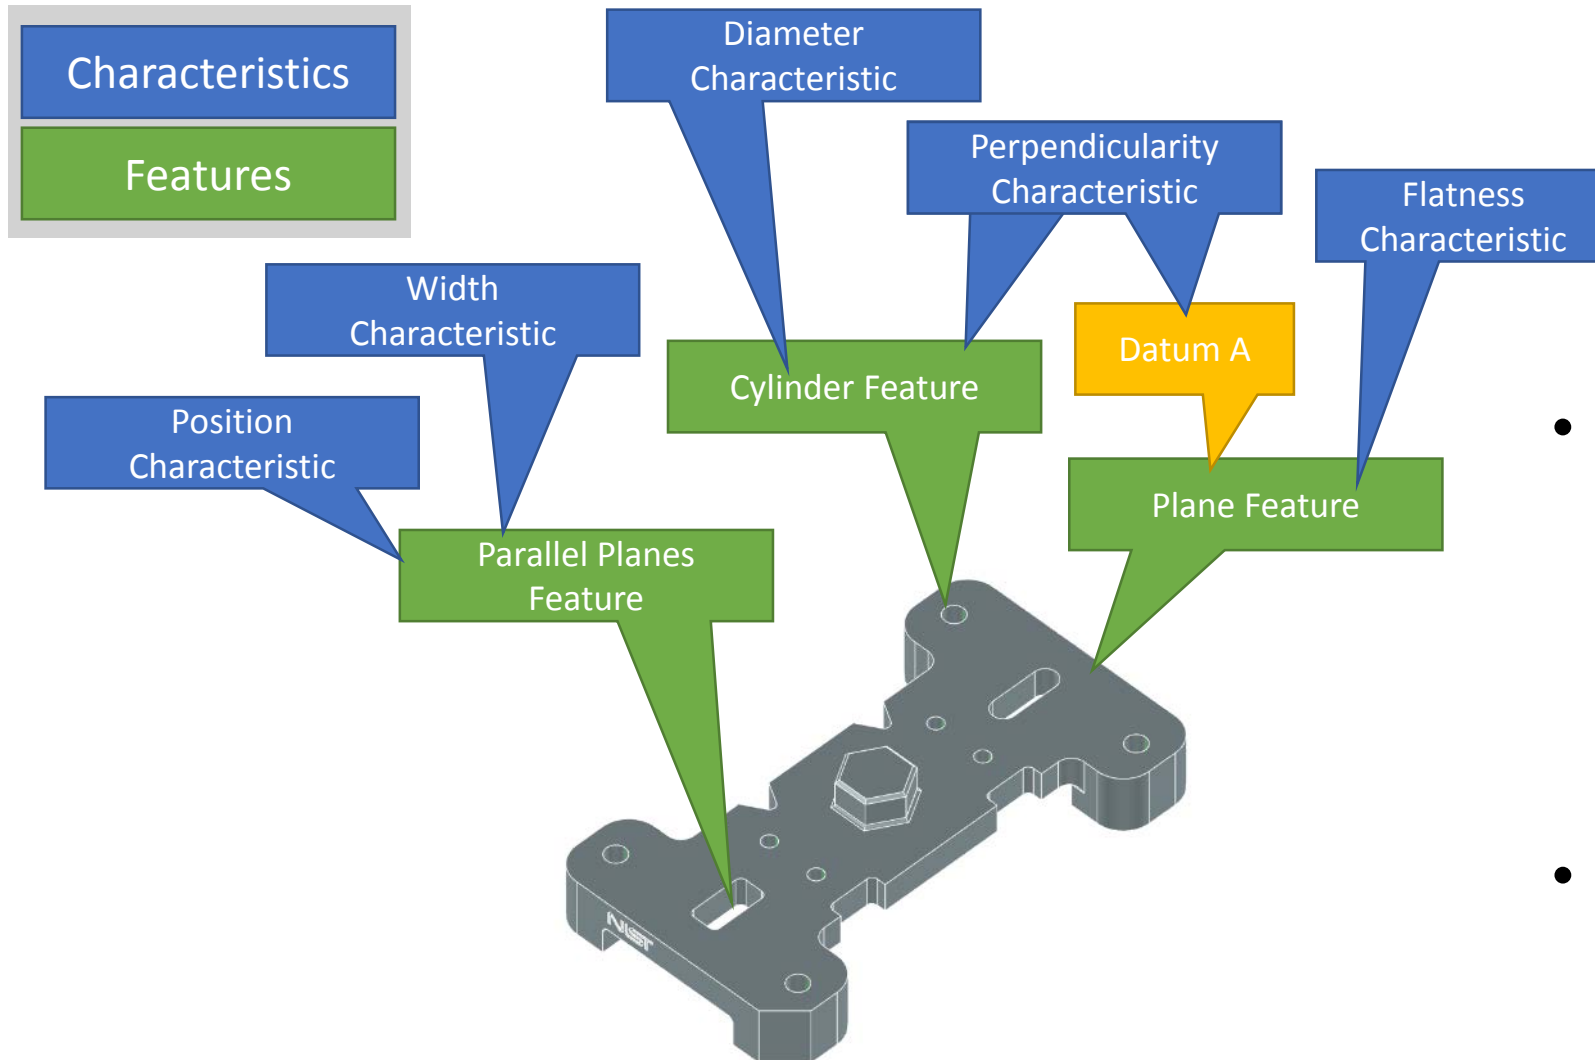 Characteristics
Features
Diameter
Characteristic
Perpendicularity
Characteristic
Flatness
Characteristic
Width
Characteristic
Datum A
Cylinder Feature
Position
Characteristic
Plane Feature
Parallel Planes
Feature
NIST